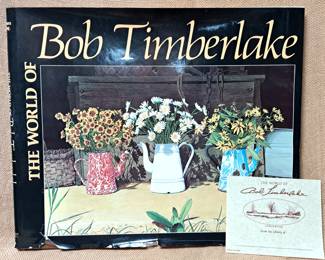 THE WORLD OF
Bob Timberlake
THE WORLD OF
Bob Timberlake